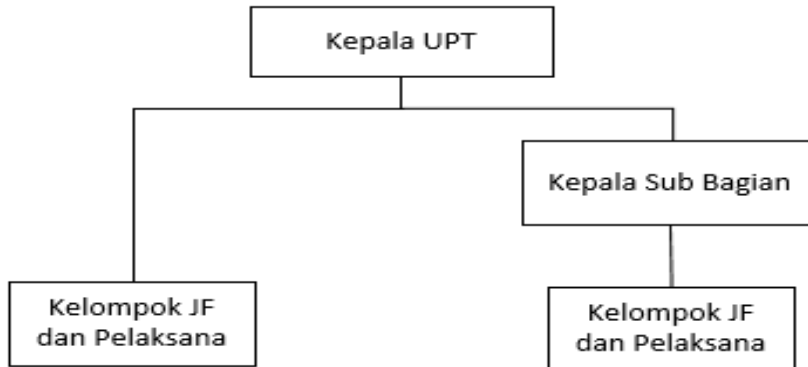 Kepala UPT
Kepala Sub Bagian
Kelompok JF
dan Pelaksana
Kelompok JF
dan Pelaksana